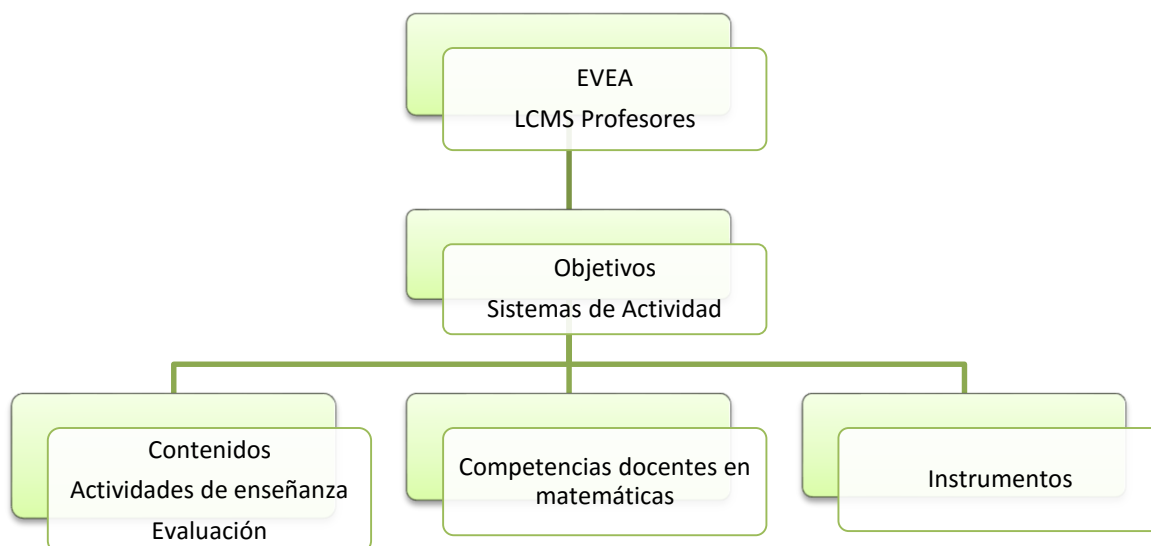 EVEA
LCMS Profesores
Objetivos
Sistemas de Actividad
Contenidos
Actividades de enseñanza
Evaluación
Competencias docentes en
matemáticas
Instrumentos